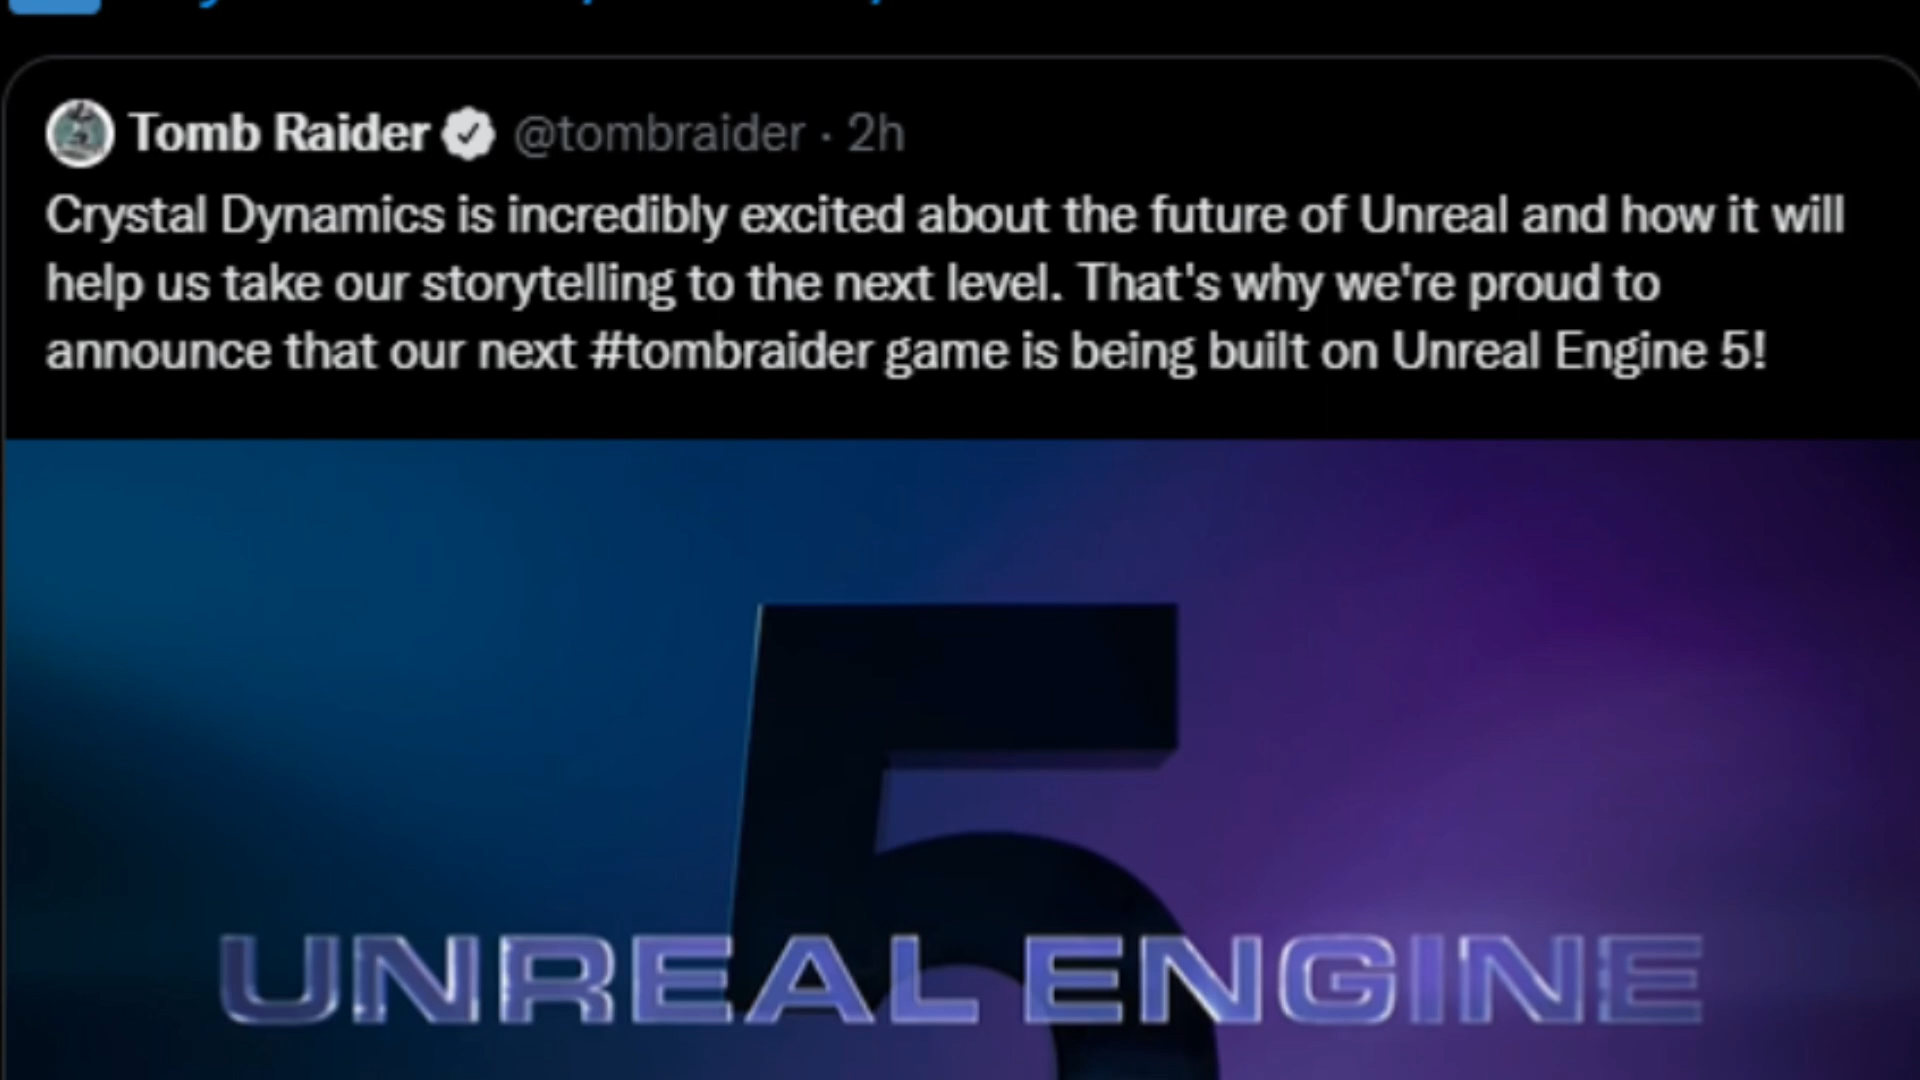 Tomb Raider @tombraider · 2h
Crystal Dynamics is incredibly excited about the future of Unreal and how it will
help us take our storytelling to the next level. That's why we're proud to
announce that our next #tombraider game is being built on Unreal Engine 5!
5
UNREAL ENGINE